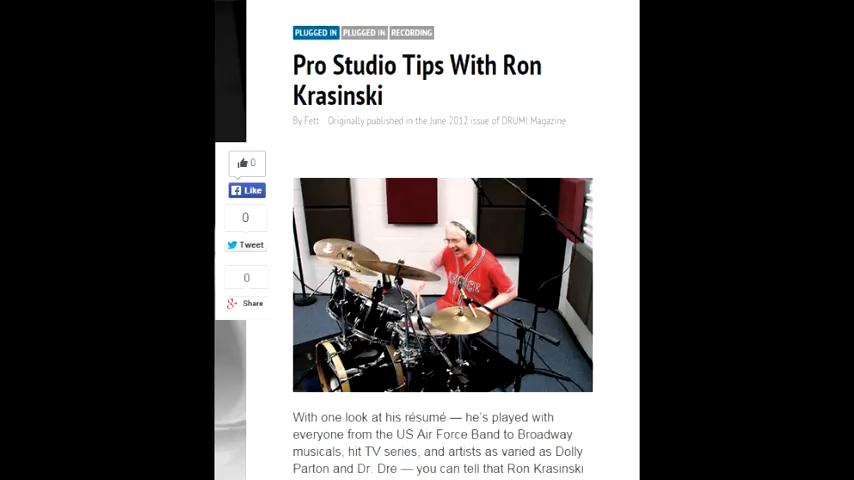 PLUGGED IN PLUGGED IN RECORDING
Pro Studio Tips With Ron
Krasinski
By Fett Originally published in the June 2012 issue of DRUM! Magazine
0
Like
0
Tweet
0
Share
With one look at his résumé — he's played with
everyone from the US Air Force Band to Broadway
musicals, hit TV series, and artists as varied as Dolly
Parton and Dr. Dre — you can tell that Ron Krasinski